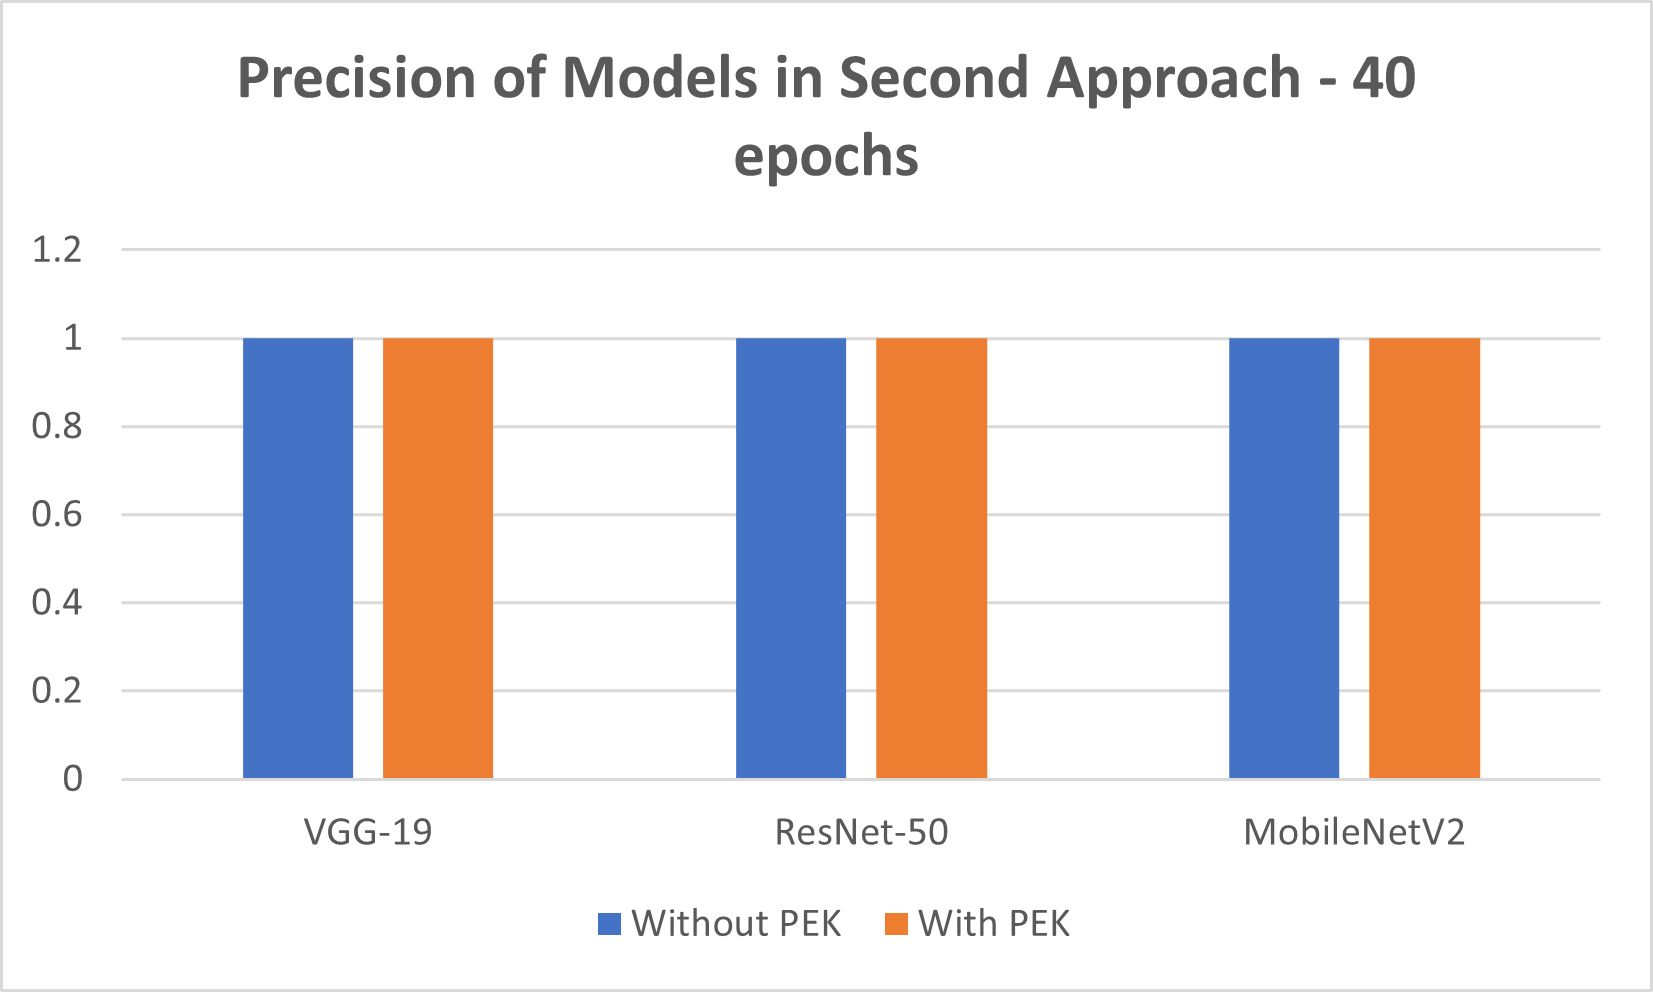 Precision of Models in Second Approach - 40
epochs
1.2
1
0.8
0.6
0.4
0.2
0
VGG-19
ResNet-50
MobileNetV2
Without PEK
With PEK